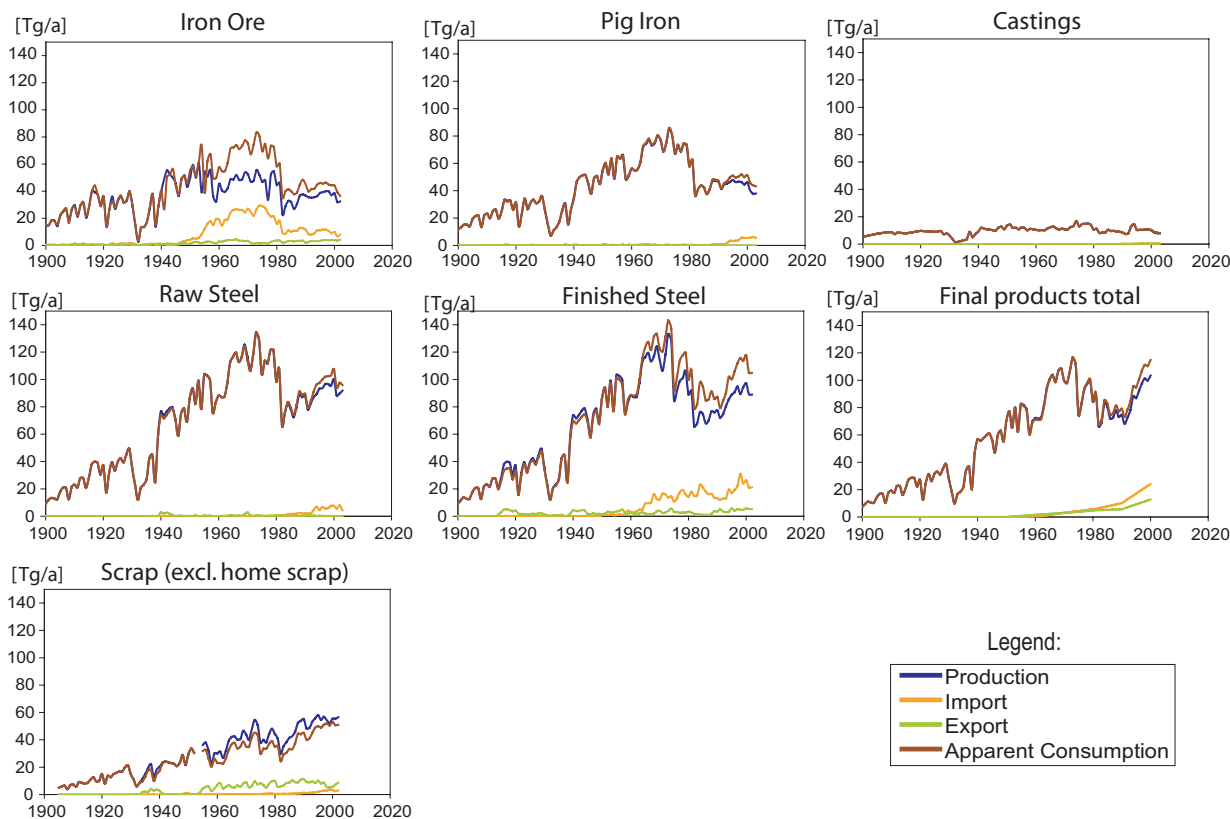 Iron Ore
[Tg/a]
140
120
100
80
60
40
20
0
1900 1920 1940 1960 1980 2000 2020
Pig Iron
[Tg/a]
140
120
100
80
60
40
20
0
1900 1920 1940 1960 1980 2000 2020
Castings
[Tg/a]
140
120
100
80
60
40
20
0
1900 1920 1940 1960 1980 2000 2020
Raw Steel
[Tg/a]
140
120
100
80
60
40
20
0
1900 1920 1940 1960 1980 2000 2020
Finished Steel
[Tg/a]
140
120
100
80
60
40
20
0
1900 1920 1940 1960 1980 2000 2020
Final products total
[Tg/a]
140
120
100
80
60
40
20
0
1900 1920 1940 1960 1980 2000 2020
Scrap (excl. home scrap)
[Tg/a]
140
120
100
80
60
40
20
0
1900 1920 1940 1960 1980 2000 2020
Legend:
Production
Import
Export
Apparent Consumption